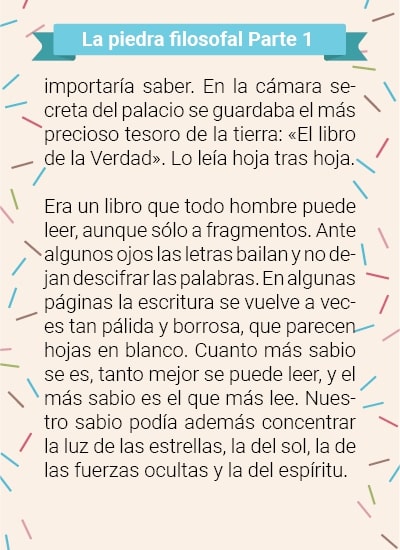 La piedra filosofal Parte 1
importaría saber. En la cámara se-
creta del palacio se guardaba el más
precioso tesoro de la tierra: «El libro
de la Verdad». Lo leía hoja tras hoja.
Era un libro que todo hombre puede
leer, aunque sólo a fragmentos. Ante
algunos ojos las letras bailan y no de-
jan descifrar las palabras. En algunas
páginas la escritura se vuelve a vec-
es tan pálida y borrosa, que parecen
hojas en blanco. Cuanto más sabio
se es, tanto mejor se puede leer, y el
más sabio es el que más lee. Nues-
tro sabio podía además concentrar
la luz de las estrellas, la del sol, la de
las fuerzas ocultas y la del espíritu.